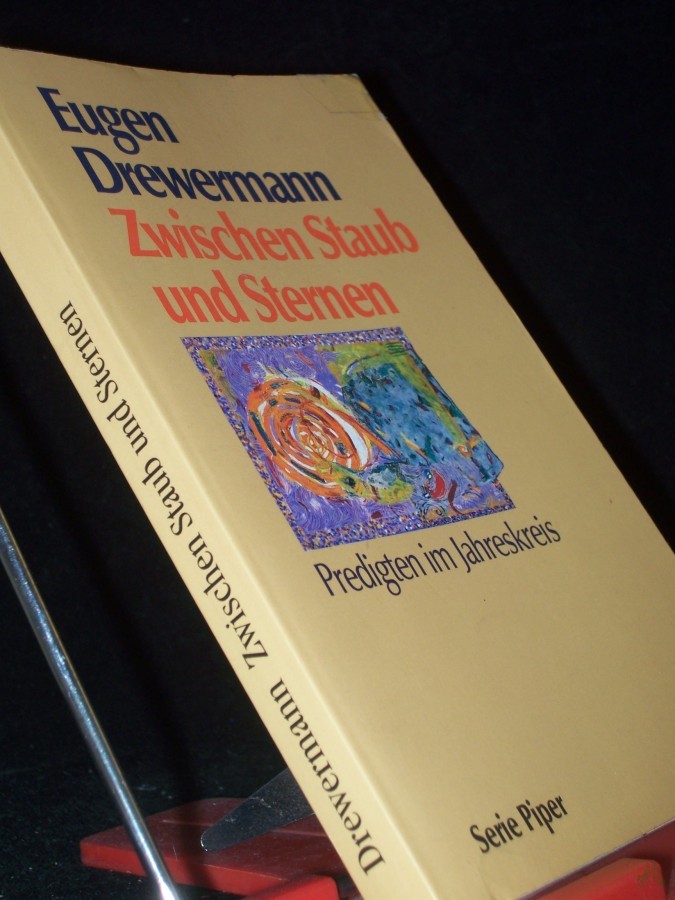 Eugen
Drewermann
Zwischen Staub
und Sternen
Predigten im Jahreskreis
Serie Piper
Drewermann Zwischen Staub und Sternen